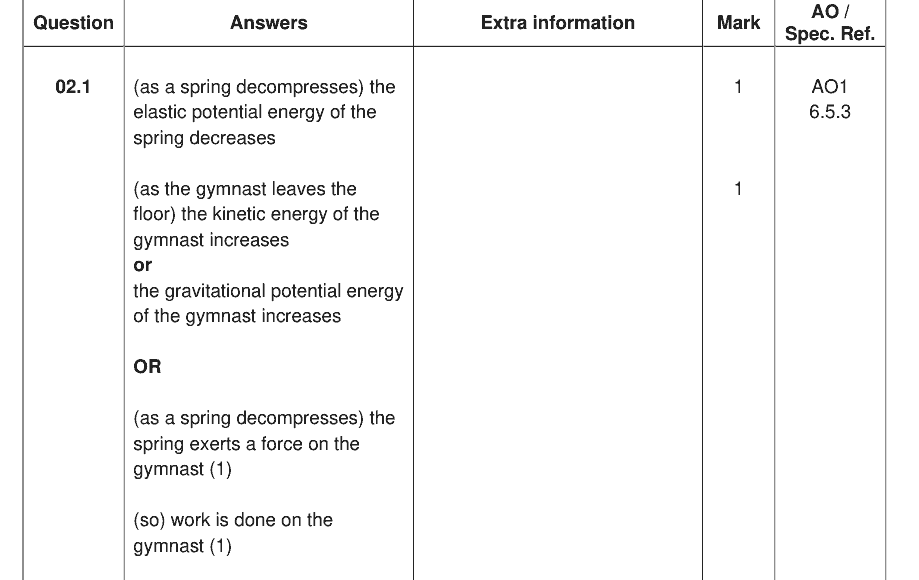 Question Answers Extra information Mark AO /
Spec. Ref.
02.1 (as a spring decompresses) the 1 AO1
elastic potential energy of the 6.5.3
spring decreases
(as the gymnast leaves the 1
floor) the kinetic energy of the
gymnast increases
or
the gravitational potential energy
of the gymnast increases
OR
(as a spring decompresses) the
spring exerts a force on the
gymnast (1)
(so) work is done on the
gymnast (1)